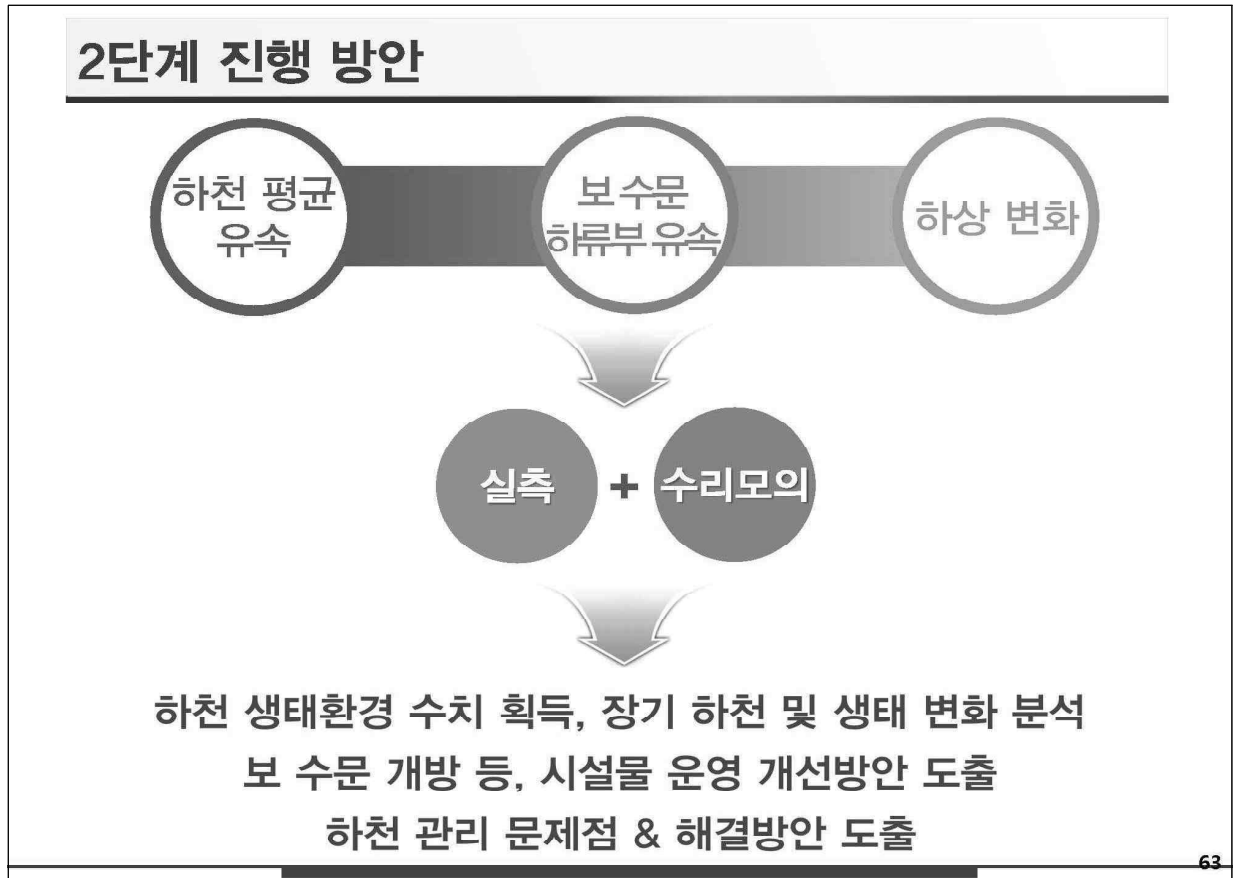 2단계 진행 방안
하천 평균
유속
보 수문
하류부 유속
하상 변화
실측
+
수리모의
하천 생태환경 수치 획득, 장기 하천 및 생태 변화 분석
보 수문 개방 등, 시설물 운영 개선방안 도출
하천 관리 문제점 & 해결방안 도출
63